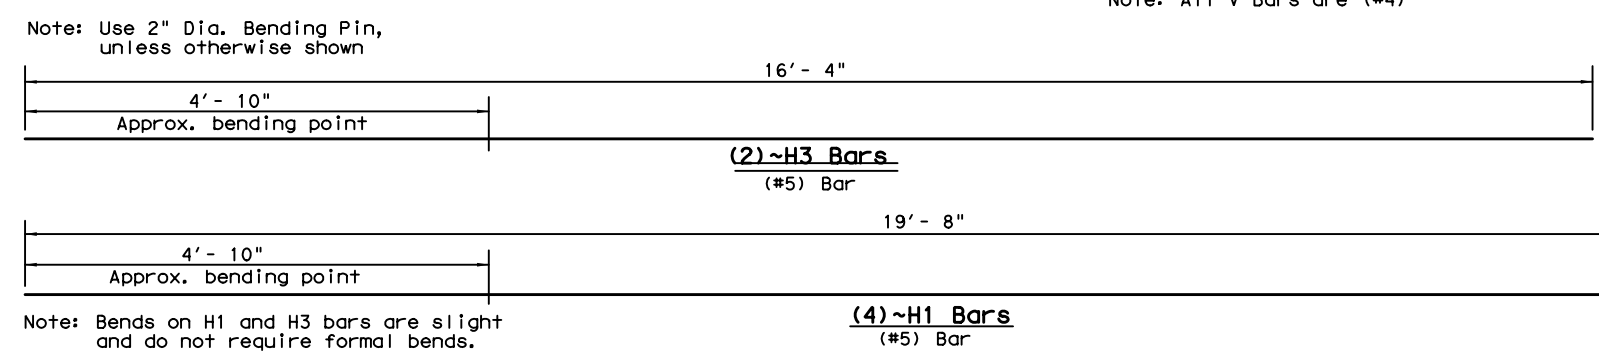 Note: All V Bars are (#4)
Note: Use 2" Dia. Bending Pin,
unless otherwise shown
16'- 4"
4'- 10"
Approx. bending point
(2)~H3 Bars
(#5) Bar
19'- 8"
4'- 10"
Approx. bending point
(4)~H1 Bars
(#5) Bar
Note: Bends on H1 and H3 bars are slight
and do not require formal bends.